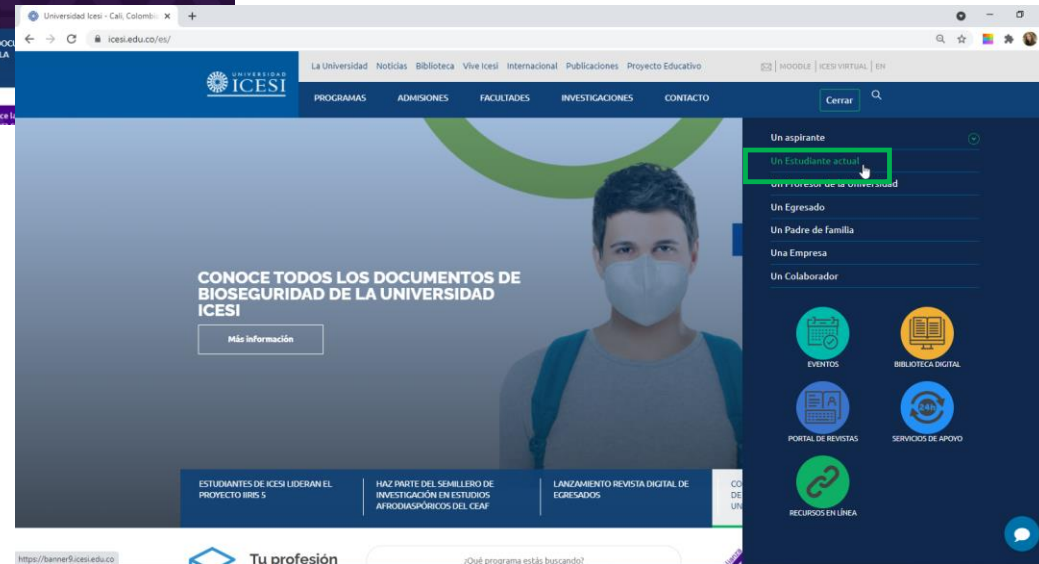 Universidad Icesi - Cali, Colombi
icesi.edu.co/es/
UNIVERSIDAD
ICESI
La Universidad Noticias Biblioteca Vive Icesi Internacional Publicaciones Proyecto Educativo
MOODLE | ICESI VIRTUAL | EN
PROGRAMAS ADMISIONES FACULTADES INVESTIGACIONES CONTACTO
Cerrar
Un aspirante
Un Estudiante actual
Un Profesor de la Universidad
Un Egresado
Un Padre de familia
Una Empresa
Un Colaborador
CONOCE TODOS LOS DOCUMENTOS DE
BIOSEGURIDAD DE LA UNIVERSIDAD
ICESI
Más información
EVENTOS
BIBLIOTECA DIGITAL
24h
PORTAL DE REVISTAS
SERVICIOS DE APOYO
RECURSOS EN LÍNEA
ESTUDIANTES DE ICESI LIDERAN EL
PROYECTO IIRIS 5
HAZ PARTE DEL SEMILLERO DE
INVESTIGACIÓN EN ESTUDIOS
AFRODIASPÓRICOS DEL CEAF
LANZAMIENTO REVISTA DIGITAL DE
EGRESADOS
CO
DE
UN
https://banner9.icesi.edu.co
Tu profesión
¿Qué programa estás buscando?